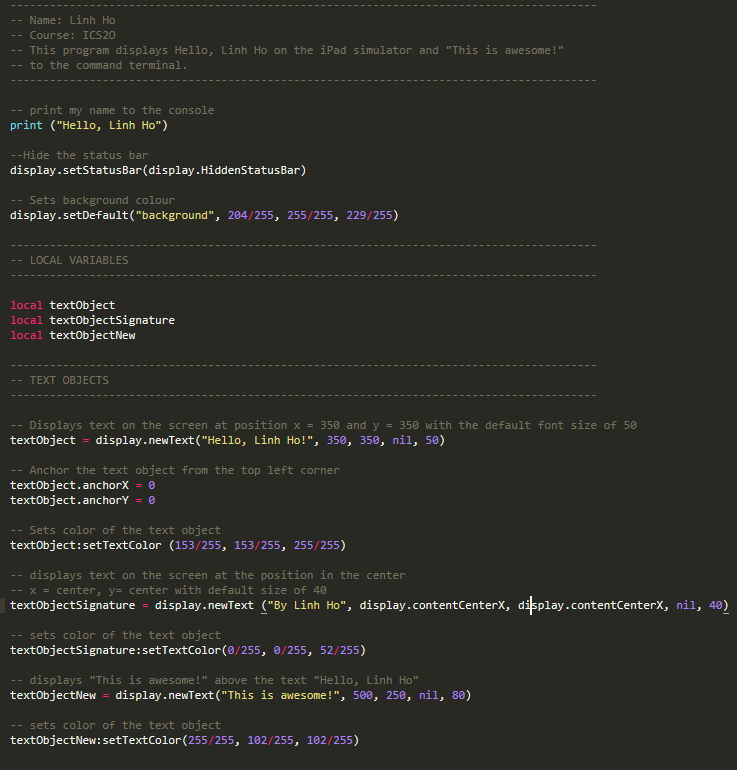 ------------------------------------------------------------------------------------------
-- Name: Linh Ho
-- Course: ICS2O
-- This program displays Hello, Linh Ho on the iPad simulator and "This is awesome!"
-- to the command terminal.
------------------------------------------------------------------------------------------
-- print my name to the console
print ("Hello, Linh Ho")
--Hide the status bar
display.setStatusBar(display.HiddenStatusBar)
-- Sets background colour
display.setDefault("background", 204/255, 255/255, 229/255)
------------------------------------------------------------------------------------------
-- LOCAL VARIABLES
------------------------------------------------------------------------------------------
local textObject
local textObjectSignature
local textObjectNew
------------------------------------------------------------------------------------------
-- TEXT OBJECTS
------------------------------------------------------------------------------------------
-- Displays text on the screen at position x = 350 and y = 350 with the default font size of 50
textObject = display.newText("Hello, Linh Ho!", 350, 350, nil, 50)
-- Anchor the text object from the top left corner
textObject.anchorX = 0
textObject.anchorY = 0
-- Sets color of the text object
textObject:setTextColor (153/255, 153/255, 255/255)
-- displays text on the screen at the position in the center
-- x = center, y= center with default size of 40
textObjectSignature = display.newText ("By Linh Ho", display.contentCenterX, display.contentCenterX, nil, 40)
-- sets color of the text object
textObjectSignature:setTextColor(0/255, 0/255, 52/255)
-- displays "This is awesome!" above the text "Hello, Linh Ho"
textObjectNew = display.newText("This is awesome!", 500, 250, nil, 80)
-- sets color of the text object
textObjectNew:setTextColor(255/255, 102/255, 102/255)